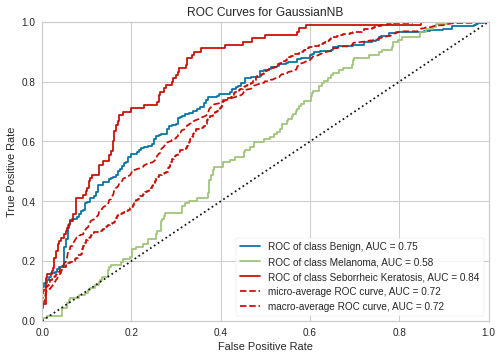 ROC Curves for GaussianNB
1.0
0.8
0.6
0.4
0.2
0.0
True Positive Rate
ROC of class Benign, AUC = 0.75
ROC of class Melanoma, AUC = 0.58
ROC of class Seborrheic Keratosis, AUC = 0.84
micro-average ROC curve, AUC = 0.72
macro-average ROC curve, AUC = 0.72
0.0 0.2 0.4 0.6 0.8 1.0
False Positive Rate